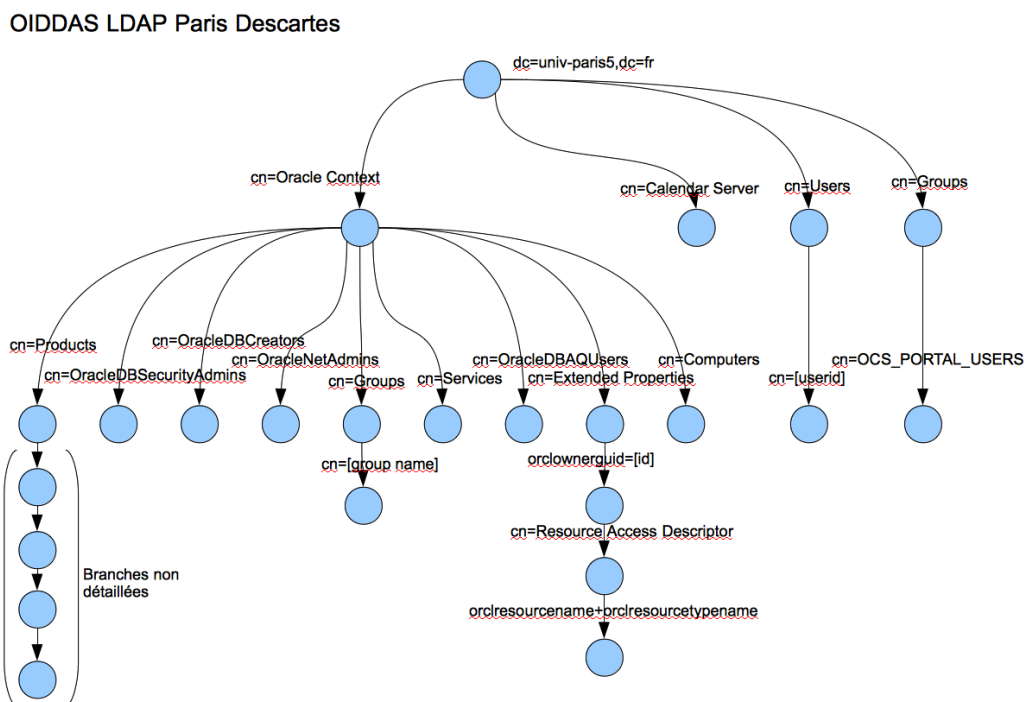 OIDDAS LDAP Paris Descartes
dc=univ-paris5,dc=fr
cn=Oracle Context
cn=Calendar Server
cn=Users
cn=Groups
cn=Products
cn=OracleDBSecurityAdmins
cn=OracleDBCreators
cn=OracleNetAdmins
cn=Groups
cn=Services
cn=OracleDBAQUsers
cn=Extended Properties
cn=Computers
cn=[userid]
cn=OCS_PORTAL_USERS
cn=[group name]
orclownerguid=[id]
cn=Resource Access Descriptor
orclresourcename+orclresourcetypename
Branches non
détaillées